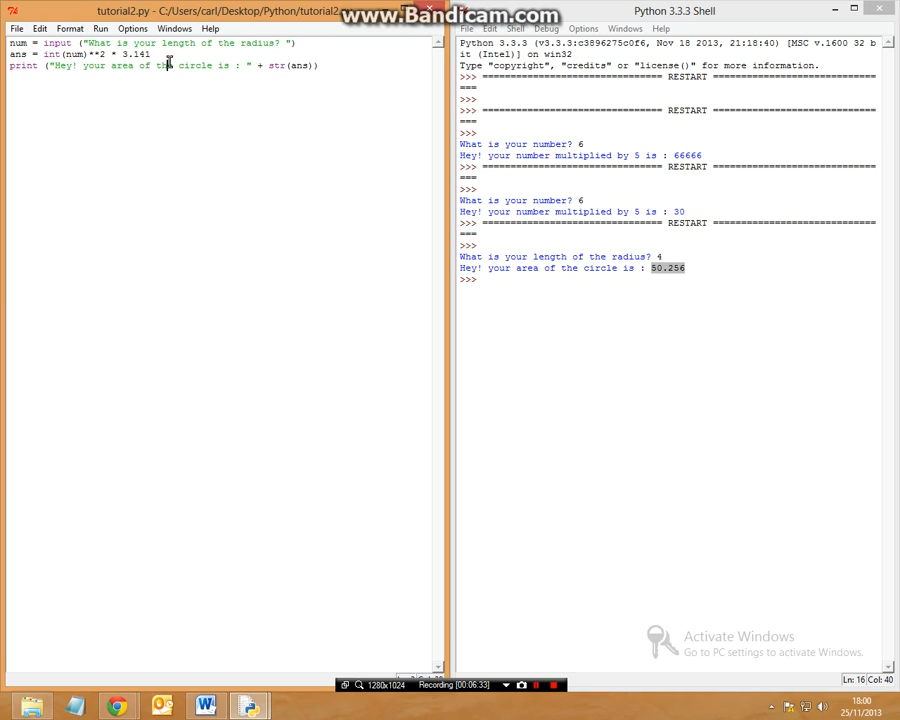 tutorial2.py - C:/Users/carl/Desktop/Python/tutorial2.
www.Bandicam.com
Python 3.3.3 Shell
File Edit Format Run Options Windows Help
num = input ("What is your length of the radius? ")
ans = int(num)**2 * 3.141
print ("Hey! your area of the circle is : " + str(ans))
File Edit Shell Debug Options Windows Help
Python 3.3.3 (v3.3.3:c3896275c0f6, Nov 18 2013, 21:18:40) [MSC v.1600 32 b
it (Intel)] on win32
Type "copyright", "credits" or "license()" for more information.
>>> ================================ RESTART ================================
===
>>>
>>> ================================ RESTART ================================
===
>>>
What is your number? 6
Hey! your number multiplied by 5 is : 66666
>>> ================================ RESTART ================================
===
>>>
What is your number? 6
Hey! your number multiplied by 5 is : 30
>>> ================================ RESTART ================================
===
>>>
What is your length of the radius? 4
Hey! your area of the circle is : 50.256
>>>
Activate Windows
Go to PC settings to activate Windows.
Ln: 16 Col: 40
1280x1024 Recording [00:06:33]
18:00
25/11/2013